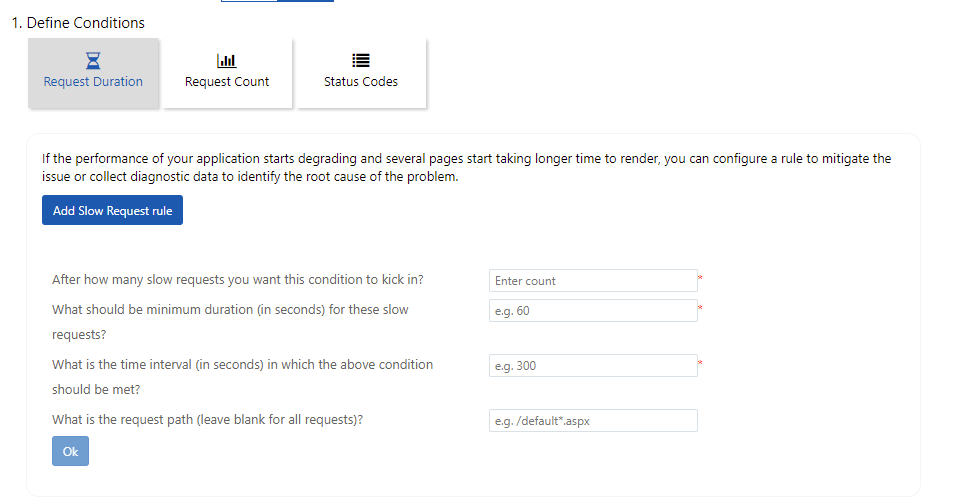 1. Define Conditions
Request Duration
Request Count
Status Codes
If the performance of your application starts degrading and several pages start taking longer time to render, you can configure a rule to mitigate the
issue or collect diagnostic data to identify the root cause of the problem.
Add Slow Request rule
After how many slow requests you want this condition to kick in?
Enter count
*
What should be minimum duration (in seconds) for these slow
requests?
e.g. 60
*
What is the time interval (in seconds) in which the above condition
should be met?
e.g. 300
*
What is the request path (leave blank for all requests)?
e.g. /default*.aspx
Ok